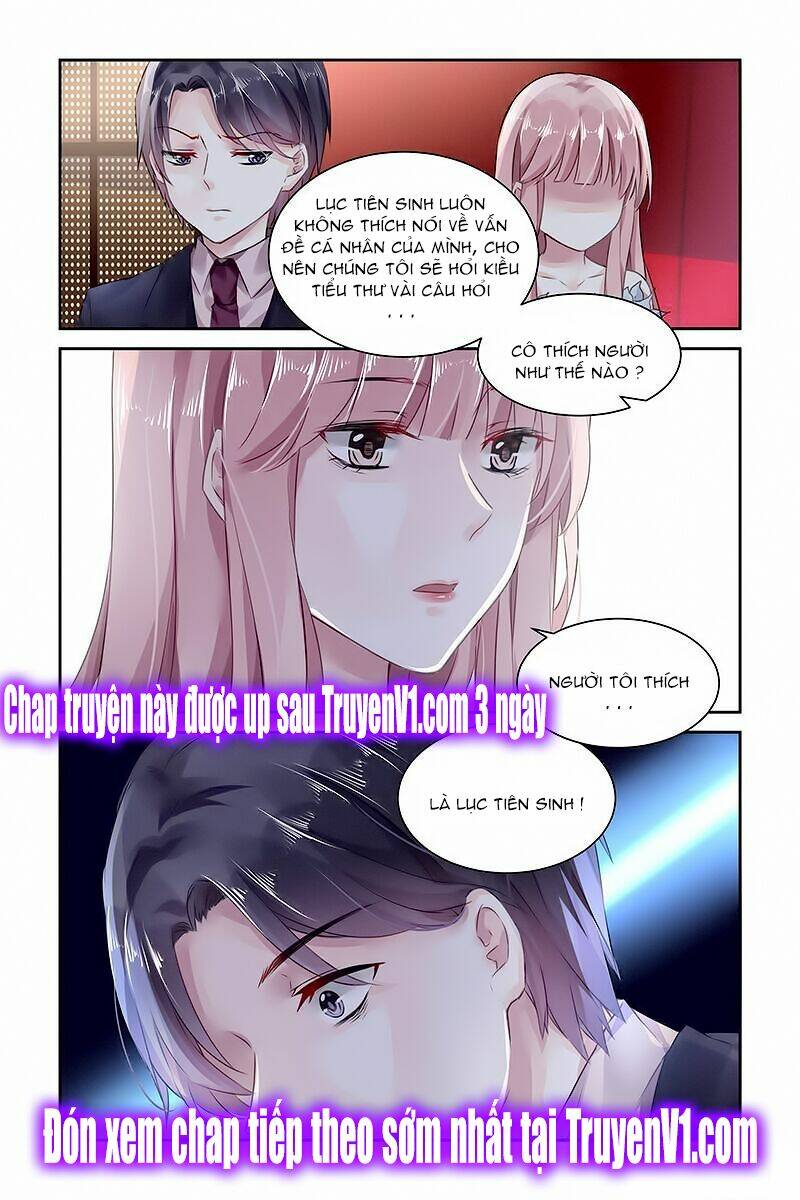 LỤC TIÊN SINH LUÔN
KHÔNG THÍCH NÓI VỀ VẤN
ĐỀ CÁ NHÂN CỦA MÌNH, CHO
NÊN CHÚNG TÔI SẼ HỎI KIỀU
TIỂU THƯ VÀI CÂU HỎI
...
CÔ THÍCH NGƯỜI
NHƯ THẾ NÀO ?
NGƯỜI TÔI THÍCH
...
Chap truyện này được up sau TruyenV1.com 3 ngày
LÀ LỤC TIÊN SINH !
Đón xem chap tiếp theo sớm nhất tại TruyenV1.com